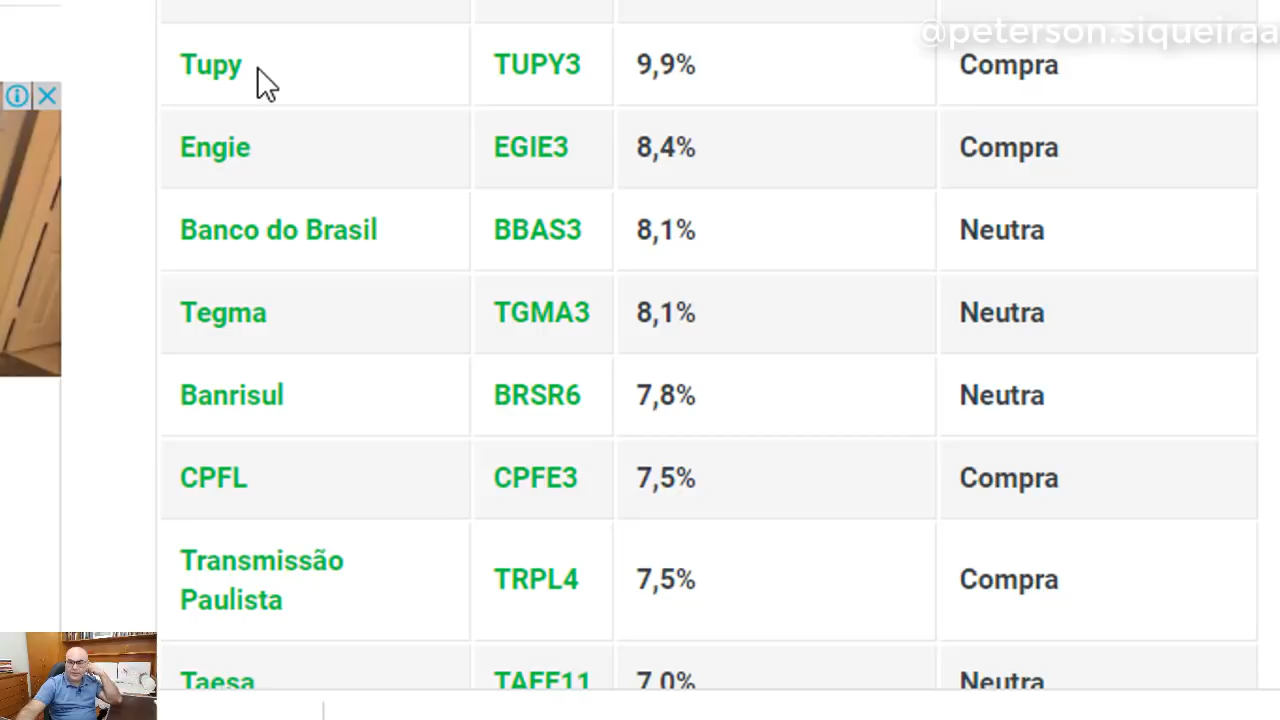 @peterson.siqueiraa
Tupy TUPY3 9,9% Compra
Engie EGIE3 8,4% Compra
Banco do Brasil BBAS3 8,1% Neutra
Tegma TGMA3 8,1% Neutra
Banrisul BRSR6 7,8% Neutra
CPFL CPFE3 7,5% Compra
Transmissão
Paulista TRPL4 7,5% Compra
Taesa TAEE11 7,0% Neutra